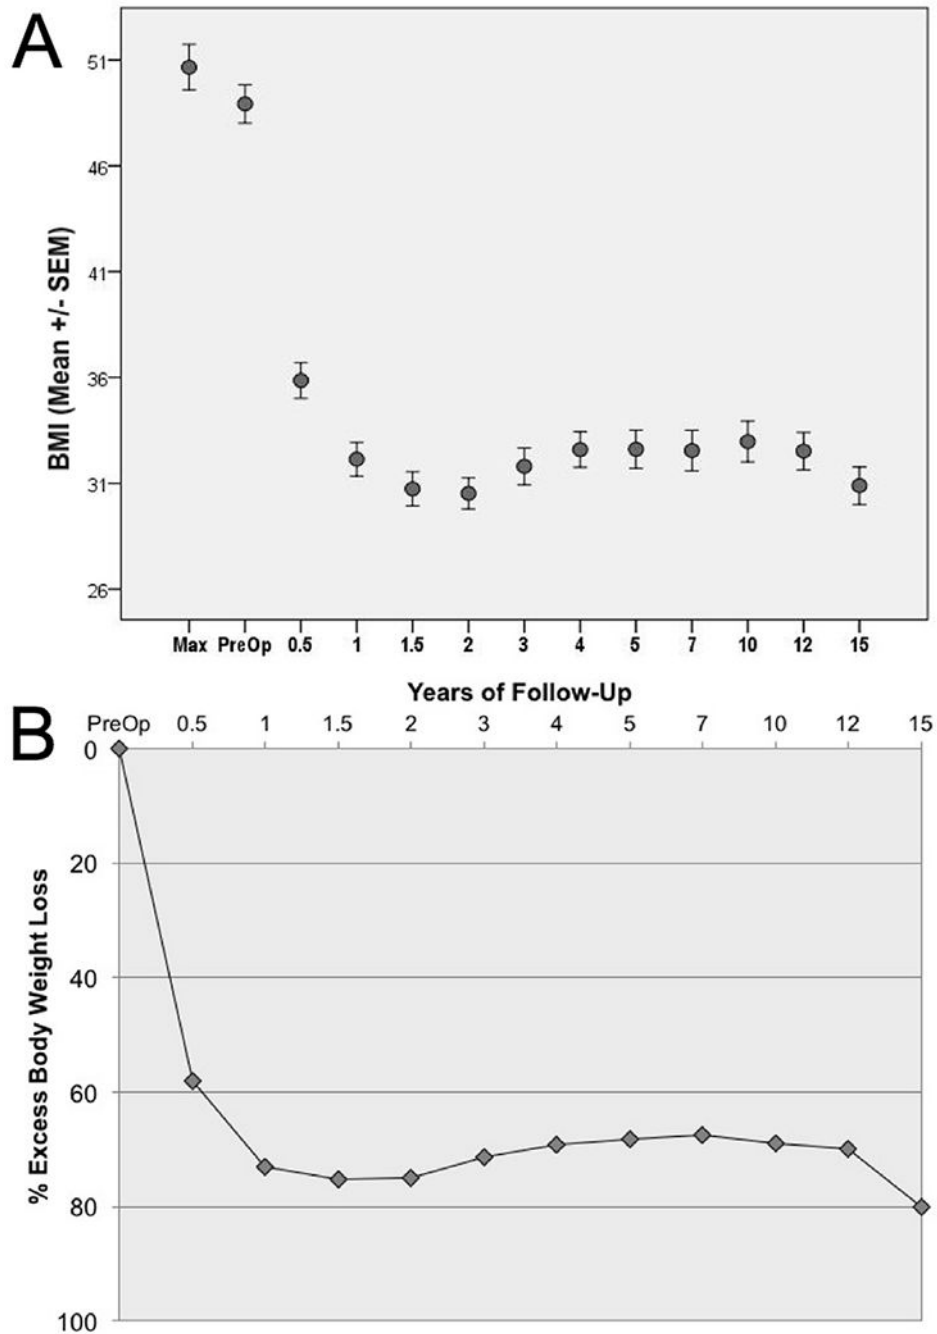 A
51
46
41
36
31
26
BMI (Mean +/- SEM)
Max PreOp 0.5 1 1.5 2 3 4 5 7 10 12 15
Years of Follow-Up
B
PreOp 0.5 1 1.5 2 3 4 5 7 10 12 15
0
20
40
60
80
100
% Excess Body Weight Loss